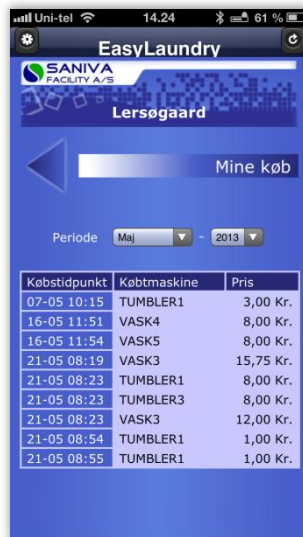 Uni-tel 14.24 61 %
EasyLaundry
SANIVA
FACILITY A/S
Lersøgaard
Mine køb
Periode Maj - 2013
Købstidpunkt Købtmaskine Pris
07-05 10:15 TUMBLER1 3,00 Kr.
16-05 11:51 VASK4 8,00 Kr.
16-05 11:54 VASK5 8,00 Kr.
21-05 08:19 VASK3 15,75 Kr.
21-05 08:23 TUMBLER1 8,00 Kr.
21-05 08:23 TUMBLER3 8,00 Kr.
21-05 08:23 VASK3 12,00 Kr.
21-05 08:54 TUMBLER1 1,00 Kr.
21-05 08:55 TUMBLER1 1,00 Kr.